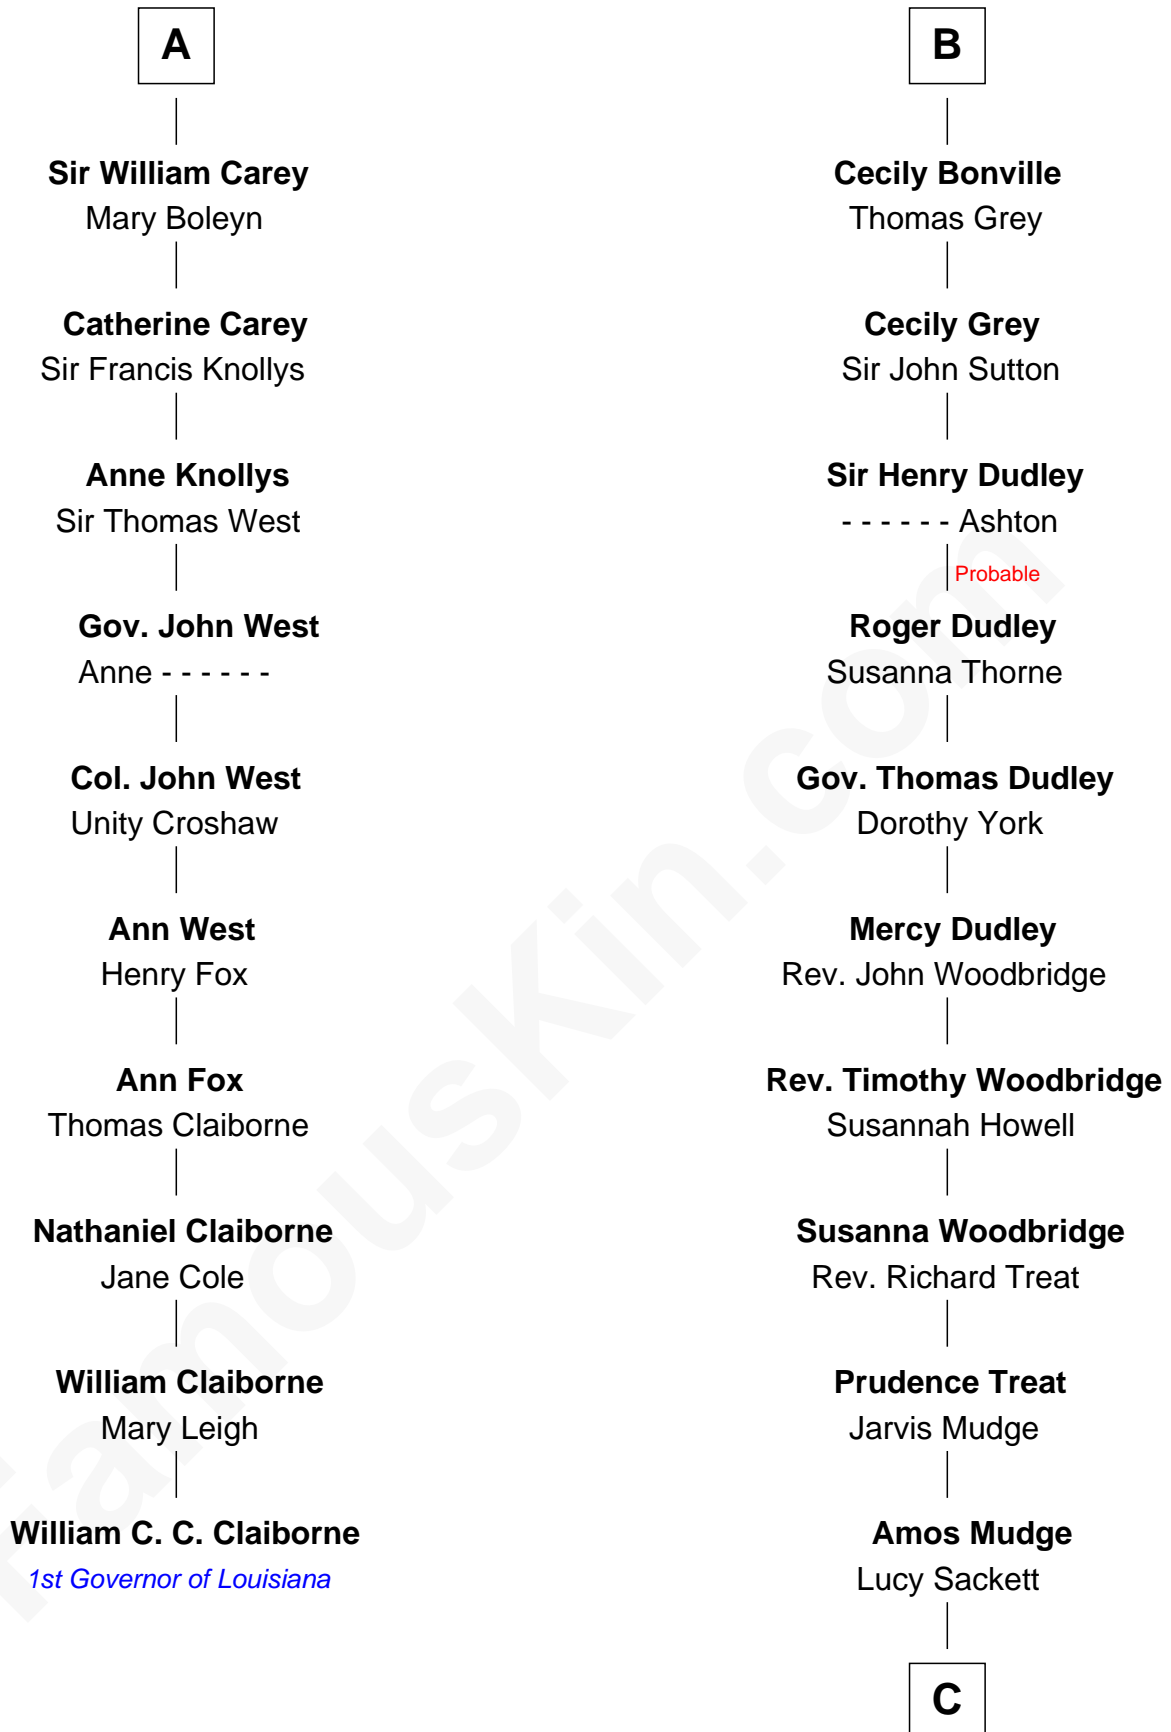 A
Sir William Carey
Mary Boleyn
Catherine Carey
Sir Francis Knollys
Anne Knollys
Sir Thomas West
Gov. John West
Anne - - - - - -
Col. John West
Unity Croshaw
Ann West
Henry Fox
Ann Fox
Thomas Claiborne
Nathaniel Claiborne
Jane Cole
William Claiborne
Mary Leigh
William C. C. Claiborne
1st Governor of Louisiana
B
Cecily Bonville
Thomas Grey
Cecily Grey
Sir John Sutton
Sir Henry Dudley
- - - - - - Ashton
Probable
Roger Dudley
Susanna Thorne
Gov. Thomas Dudley
Dorothy York
Mercy Dudley
Rev. John Woodbridge
Rev. Timothy Woodbridge
Susannah Howell
Susanna Woodbridge
Rev. Richard Treat
Prudence Treat
Jarvis Mudge
Amos Mudge
Lucy Sackett
C
FamousKin.com